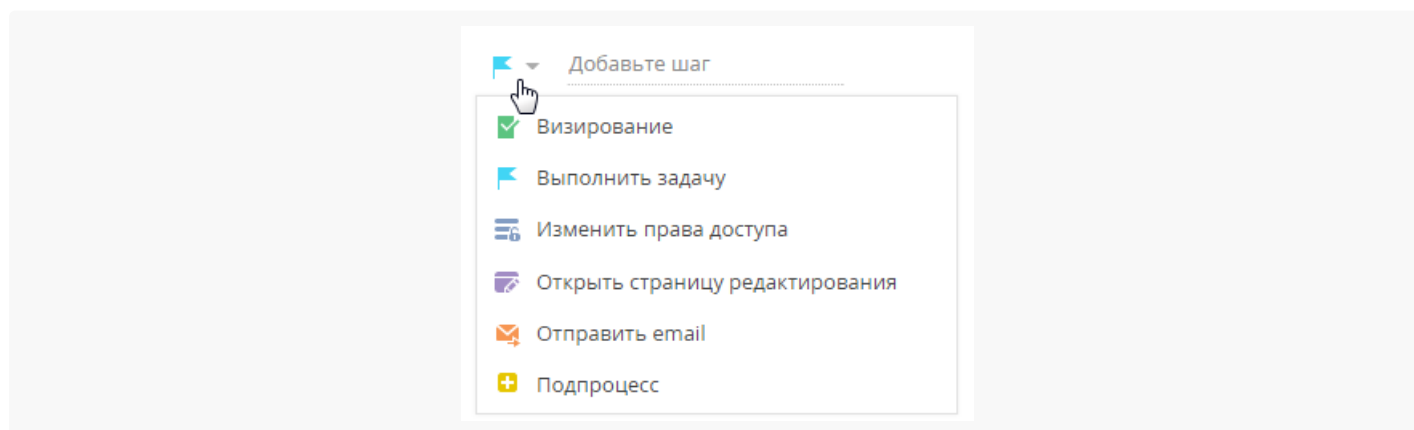 Добавьте шаг
Визирование
Выполнить задачу
Изменить права доступа
Открыть страницу редактирования
Отправить email
Подпроцесс